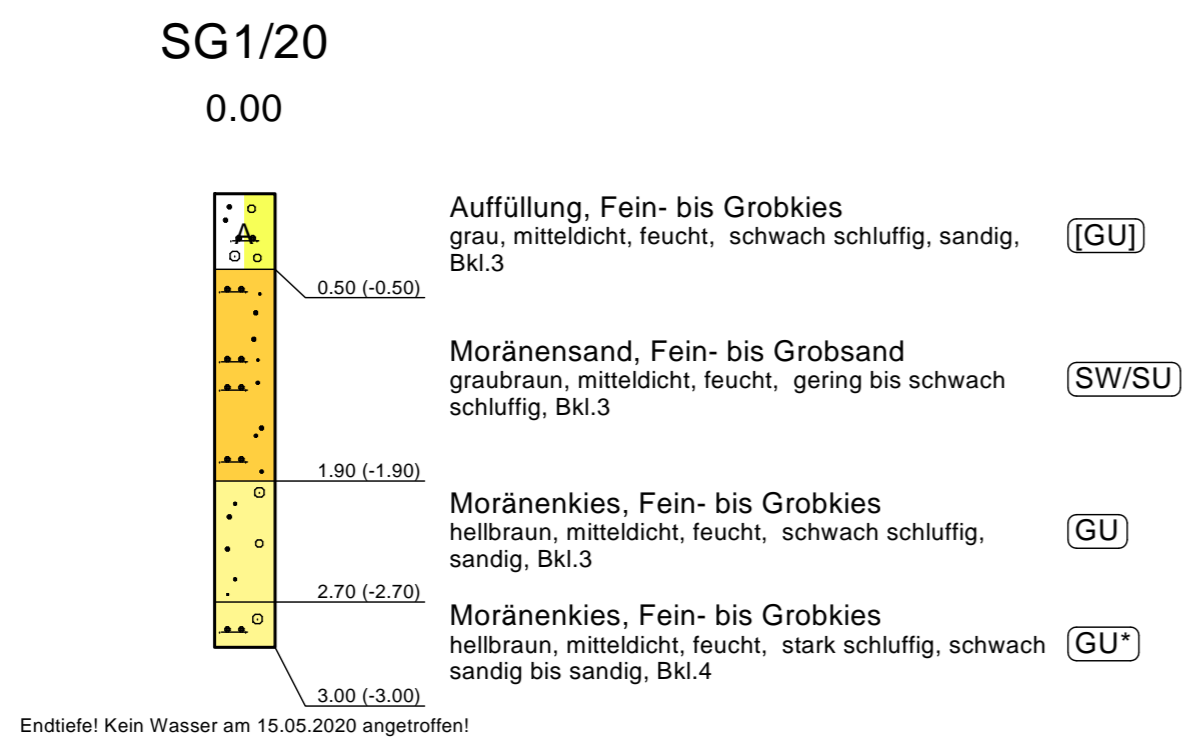 SG1/20
0.00
A
Auffüllung, Fein- bis Grobkies
grau, mitteldicht, feucht, schwach schluffig, sandig,
Bkl.3
[GU]
0.50 (-0.50)
Moränensand, Fein- bis Grobsand
graubraun, mitteldicht, feucht, gering bis schwach
schluffig, Bkl.3
SW/SU
1.90 (-1.90)
Moränenkies, Fein- bis Grobkies
hellbraun, mitteldicht, feucht, schwach schluffig,
sandig, Bkl.3
GU
2.70 (-2.70)
Moränenkies, Fein- bis Grobkies
hellbraun, mitteldicht, feucht, stark schluffig, schwach
sandig bis sandig, Bkl.4
GU*
3.00 (-3.00)
Endtiefe! Kein Wasser am 15.05.2020 angetroffen!